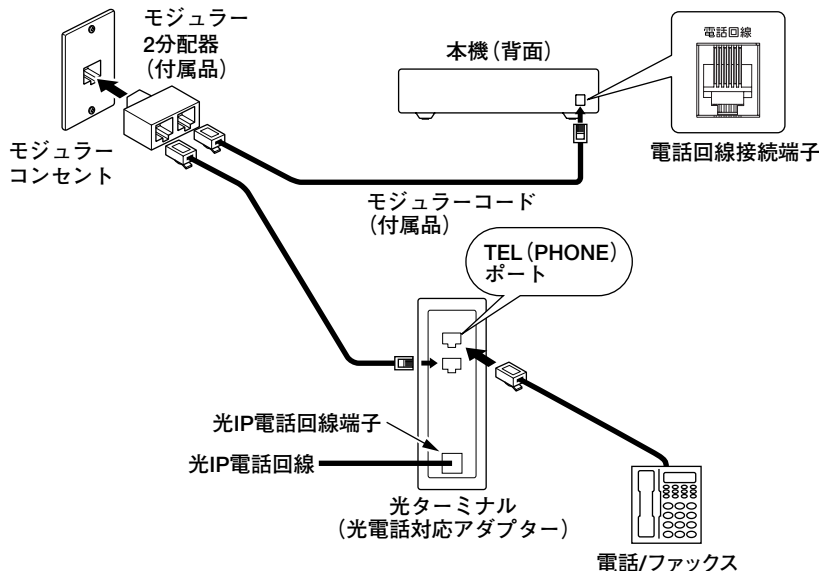 モジュラー
2分配器
（付属品）
本機（背面）
電話回線
モジュラー
コンセント
電話回線接続端子
モジュラーコード
（付属品）
TEL（PHONE）
ポート
光IP電話回線端子
光IP電話回線
光ターミナル
（光電話対応アダプター）
電話/ファックス